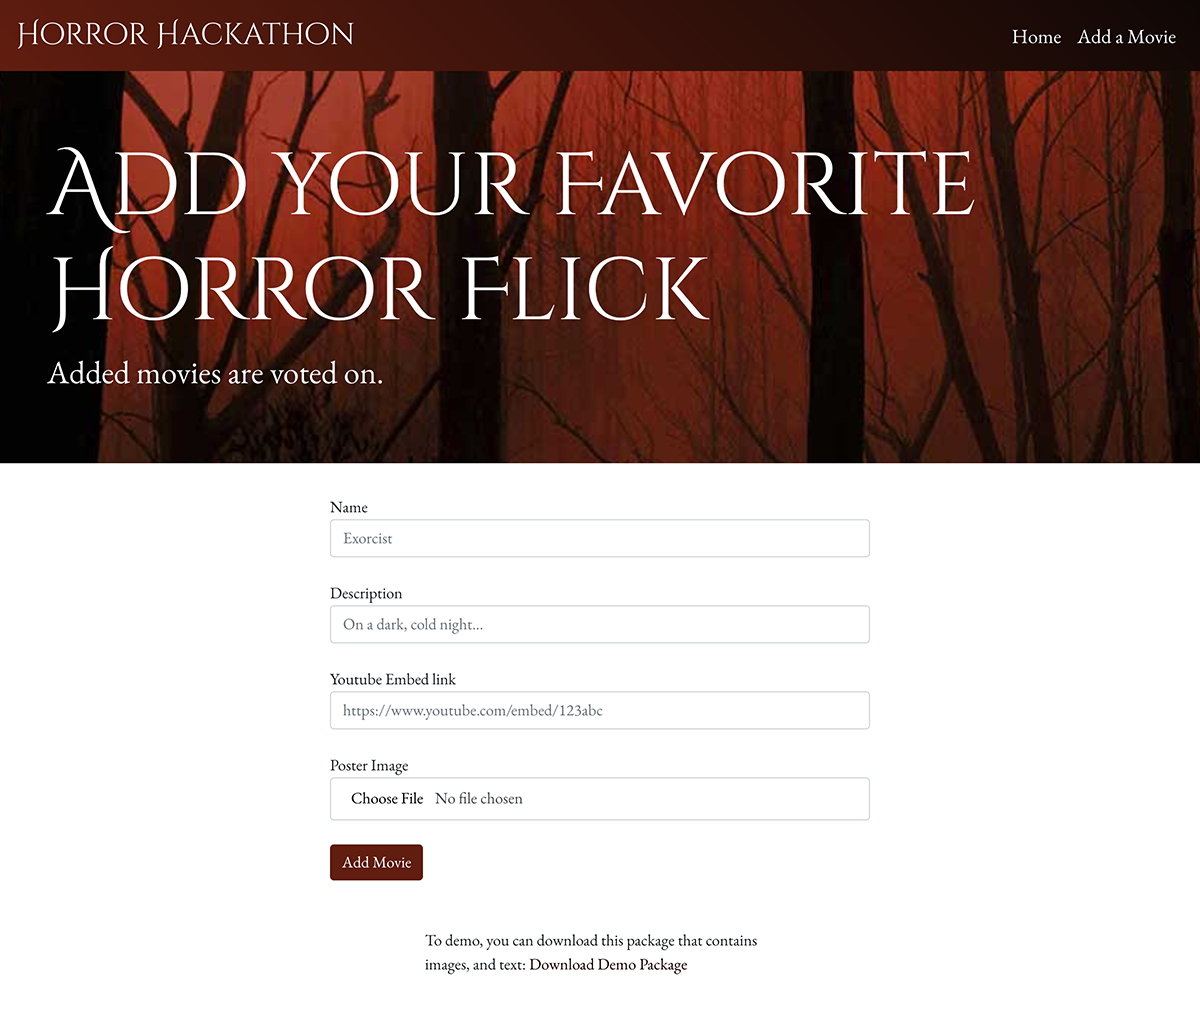 Horror Hackathon
Home Add a Movie
Add your Favorite
Horror Flick
Added movies are voted on.
Name
Exorcist
Description
On a dark, cold night...
Youtube Embed link
https://www.youtube.com/embed/123abc
Poster Image
Choose File No file chosen
Add Movie
To demo, you can download this package that contains
images, and text: Download Demo Package